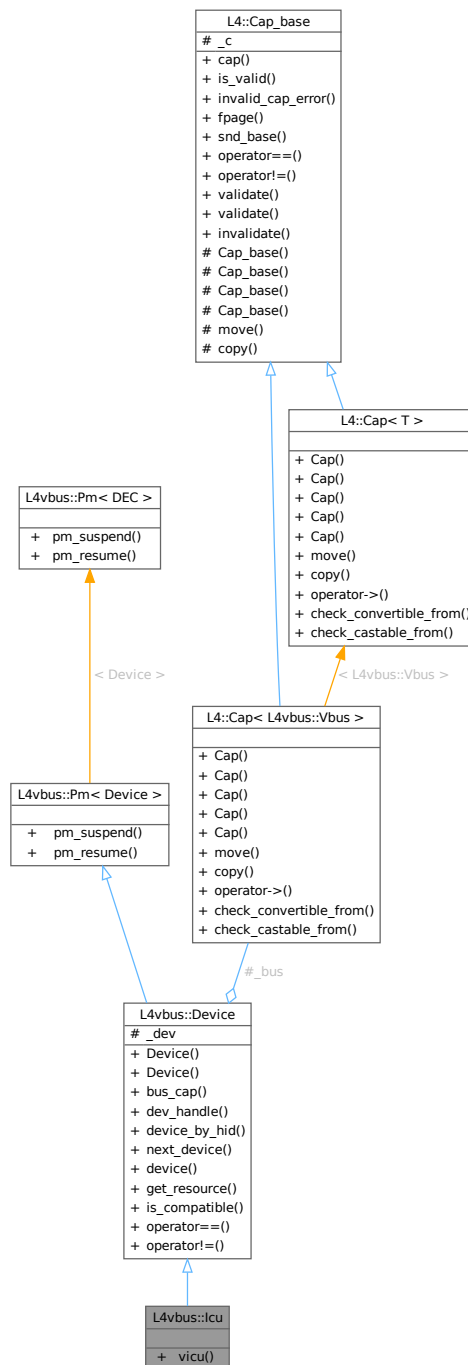 L4::Cap_base
# _c
+ cap()
+ is_valid()
+ invalid_cap_error()
+ fpage()
+ snd_base()
+ operator==()
+ operator!=()
+ validate()
+ validate()
+ invalidate()
# Cap_base()
# Cap_base()
# Cap_base()
# Cap_base()
# move()
# copy()
L4::Cap< T >
+ Cap()
+ Cap()
+ Cap()
+ Cap()
+ Cap()
+ move()
+ copy()
+ operator->()
+ check_convertible_from()
+ check_castable_from()
L4vbus::Pm< DEC >
+ pm_suspend()
+ pm_resume()
< Device >
< L4vbus::Vbus >
L4::Cap< L4vbus::Vbus >
+ Cap()
+ Cap()
+ Cap()
+ Cap()
+ Cap()
+ move()
+ copy()
+ operator->()
+ check_convertible_from()
+ check_castable_from()
L4vbus::Pm< Device >
+ pm_suspend()
+ pm_resume()
#_bus
L4vbus::Device
# _dev
+ Device()
+ Device()
+ bus_cap()
+ dev_handle()
+ device_by_hid()
+ next_device()
+ device()
+ get_resource()
+ is_compatible()
+ operator==()
+ operator!=()
L4vbus::Icu
+ vicu()